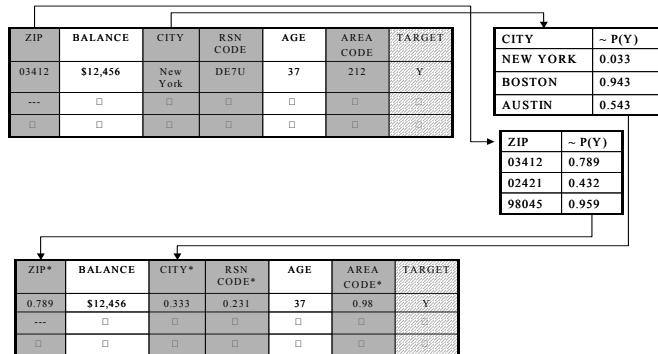 ZIP BALANCE CITY RSN CODE AGE AREA CODE TARGET
03412 $12,456 New York DE7U 37 212 Y
---
CITY ~ P(Y)
NEW YORK 0.033
BOSTON 0.943
AUSTIN 0.543
ZIP ~ P(Y)
03412 0.789
02421 0.432
98045 0.959
ZIP* BALANCE CITY* RSN CODE* AGE AREA CODE* TARGET
0.789 $12,456 0.333 0.231 37 0.98 Y
---